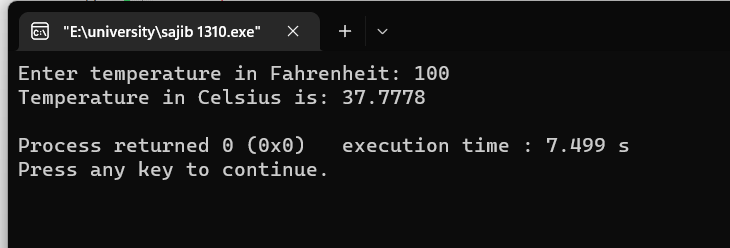 "E:\university\sajib 1310.exe"
Enter temperature in Fahrenheit: 100
Temperature in Celsius is: 37.7778
Process returned 0 (0x0)   execution time : 7.499 s
Press any key to continue.